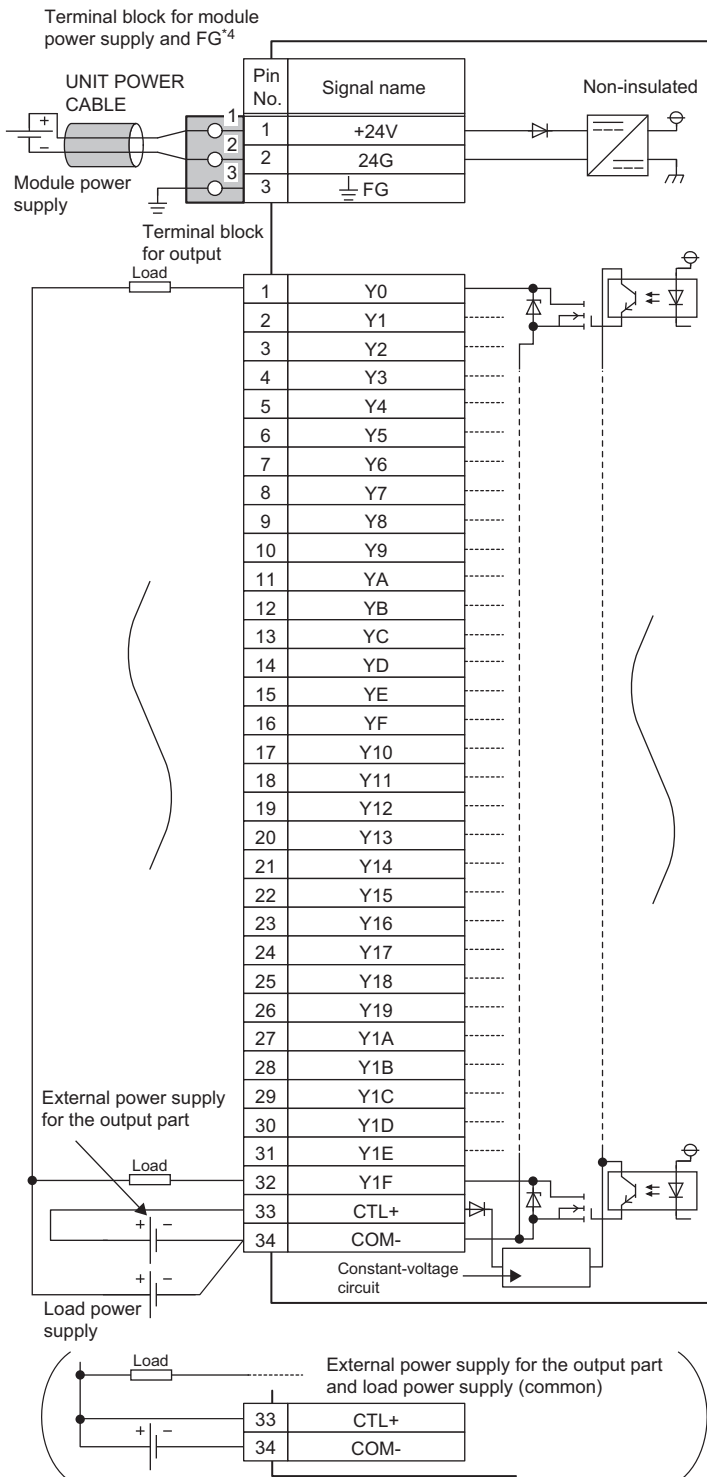 Terminal block for module
power supply and FG*4
UNIT POWER
CABLE
+
−
Module power
supply
1
2
3
Pin No. Signal name
1 +24V
2 24G
3 FG
Non-insulated
Terminal block
for output
Load
1 Y0
2 Y1
3 Y2
4 Y3
5 Y4
6 Y5
7 Y6
8 Y7
9 Y8
10 Y9
11 YA
12 YB
13 YC
14 YD
15 YE
16 YF
17 Y10
18 Y11
19 Y12
20 Y13
21 Y14
22 Y15
23 Y16
24 Y17
25 Y18
26 Y19
27 Y1A
28 Y1B
29 Y1C
30 Y1D
31 Y1E
32 Y1F
33 CTL+
34 COM-
External power supply
for the output part
Load
+ −
+ −
Load power
supply
Constant-voltage
circuit
Load
External power supply for the output part
and load power supply (common)
+ −
33 CTL+
34 COM-